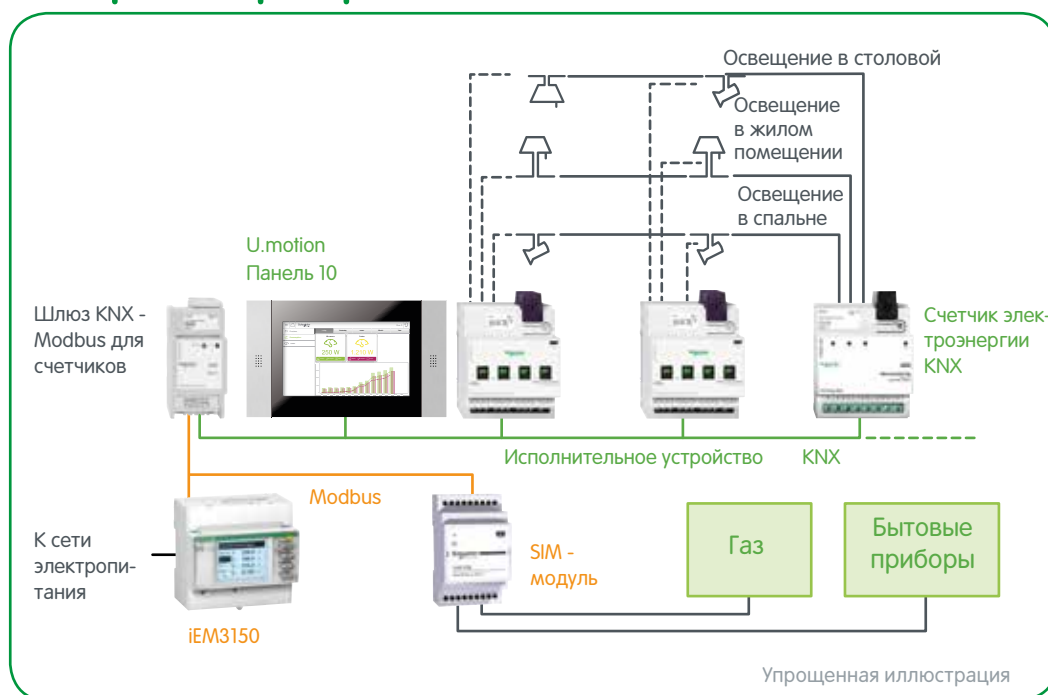 Освещение в столовой
Освещение
в жилом
помещении
Освещение
в спальне
U.motion
Панель 10
Шлюз KNX -
Modbus для
счетчиков
Счетчик элек-
троэнергии
KNX
250 W
Исполнительное устройство KNX
Modbus
К сети
электропи-
тания
SIM -
модуль
Газ
Бытовые
приборы
iEM3150
Упрощенная иллюстрация